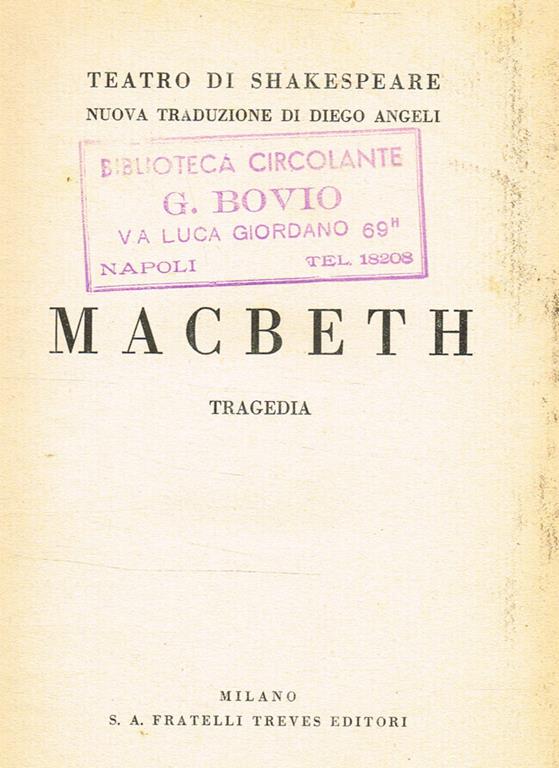 TEATRO DI SHAKESPEARE
NUOVA TRADUZIONE DI DIEGO ANGELI
BIBLIOTECA CIRCOLANTE
G. BOVIO
VA LUCA GIORDANO 69H
NAPOLI TEL. 18208
MACBETH
TRAGEDIA
MILANO
S. A. FRATELLI TREVES EDITORI